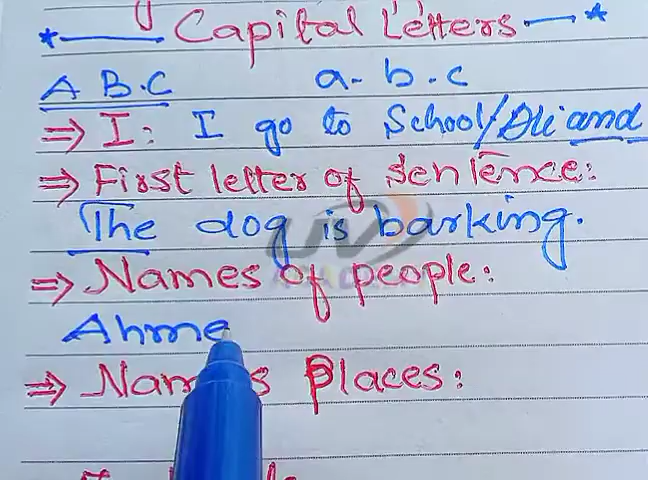 Capital Letters
A B.C a-b.c
⇒ I: I go to School/Ali and
⇒ First letter of sentence:
The dog is barking.
⇒ Names of people:
Ahme
⇒ Names Places: